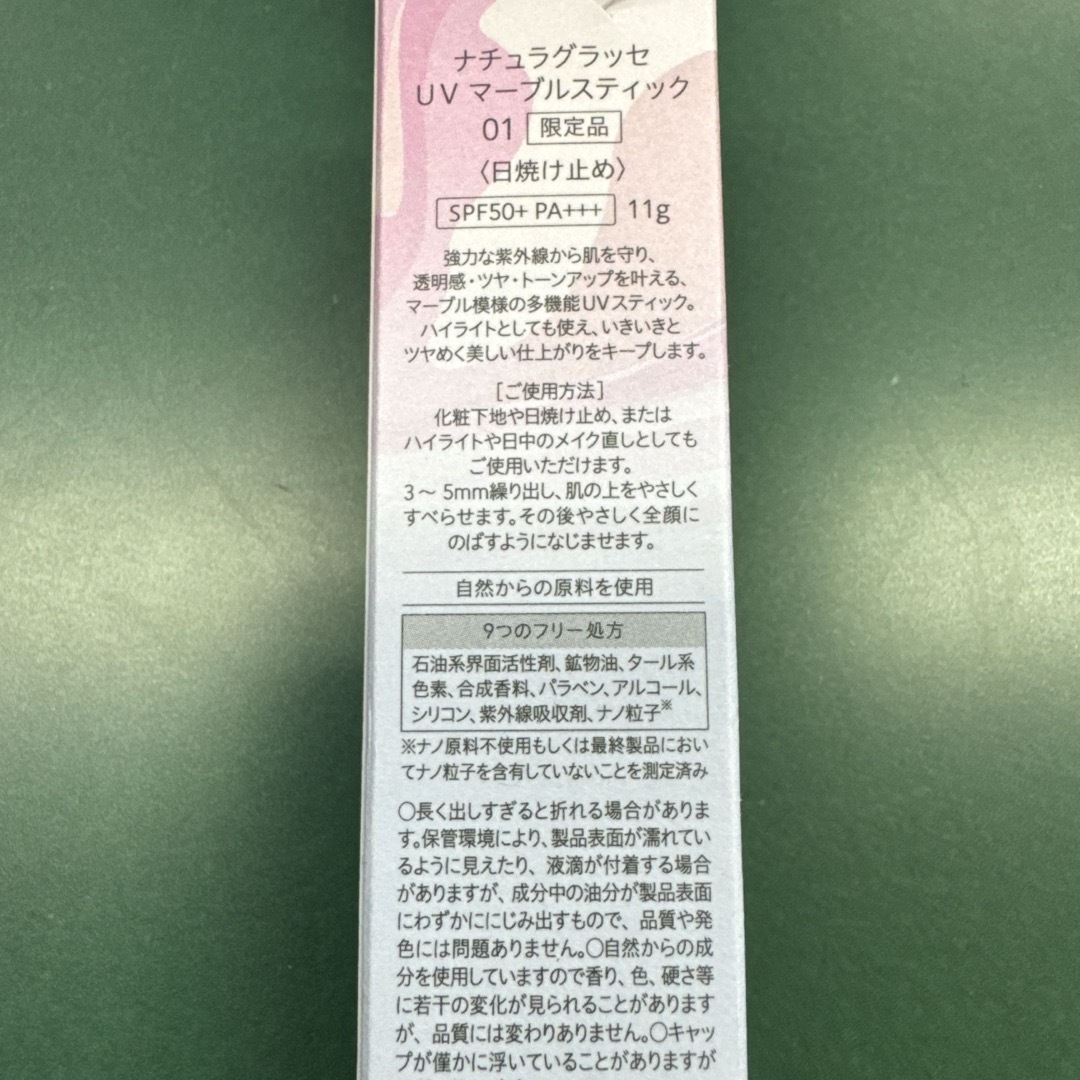 ナチュラグラッセ
UV マーブルスティック
01 限定品
〈日焼け止め〉
SPF50+ PA+++ 11g
強力な紫外線から肌を守り、
透明感・ツヤ・トーンアップを叶える、
マーブル模様の多機能UVスティック。
ハイライトとしても使え、いきいきと
ツヤめく美しい仕上がりをキープします。
[ご使用方法]
化粧下地や日焼け止め、または
ハイライトや日中のメイク直しとしても
ご使用いただけます。
3〜5mm繰り出し、肌の上をやさしく
すべらせます。その後やさしく全顔に
のばすようになじませます。
自然からの原料を使用
9つのフリー処方
石油系界面活性剤、鉱物油、タール系
色素、合成香料、パラベン、アルコール、
シリコン、紫外線吸収剤、ナノ粒子※
※ナノ原料不使用もしくは最終製品におい
てナノ粒子を含有していないことを測定済み
〇長く出しすぎると折れる場合がありま
す。保管環境により、製品表面が濡れてい
るように見えたり、液滴が付着する場合
がありますが、成分中の油分が製品表面
にわずかににじみ出すもので、品質や発
色には問題ありません。〇自然からの成
分を使用していますので香り、色、硬さ等
に若干の変化が見られることがあります
が、品質には変わりありません。〇キャッ
プが僅かに浮いていることがありますが